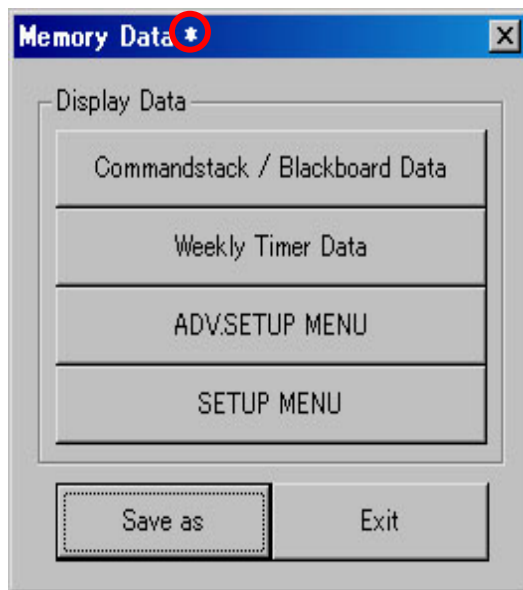 Memory Data *
Display Data
Commandstack / Blackboard Data
Weekly Timer Data
ADV.SETUP MENU
SETUP MENU
Save as Exit